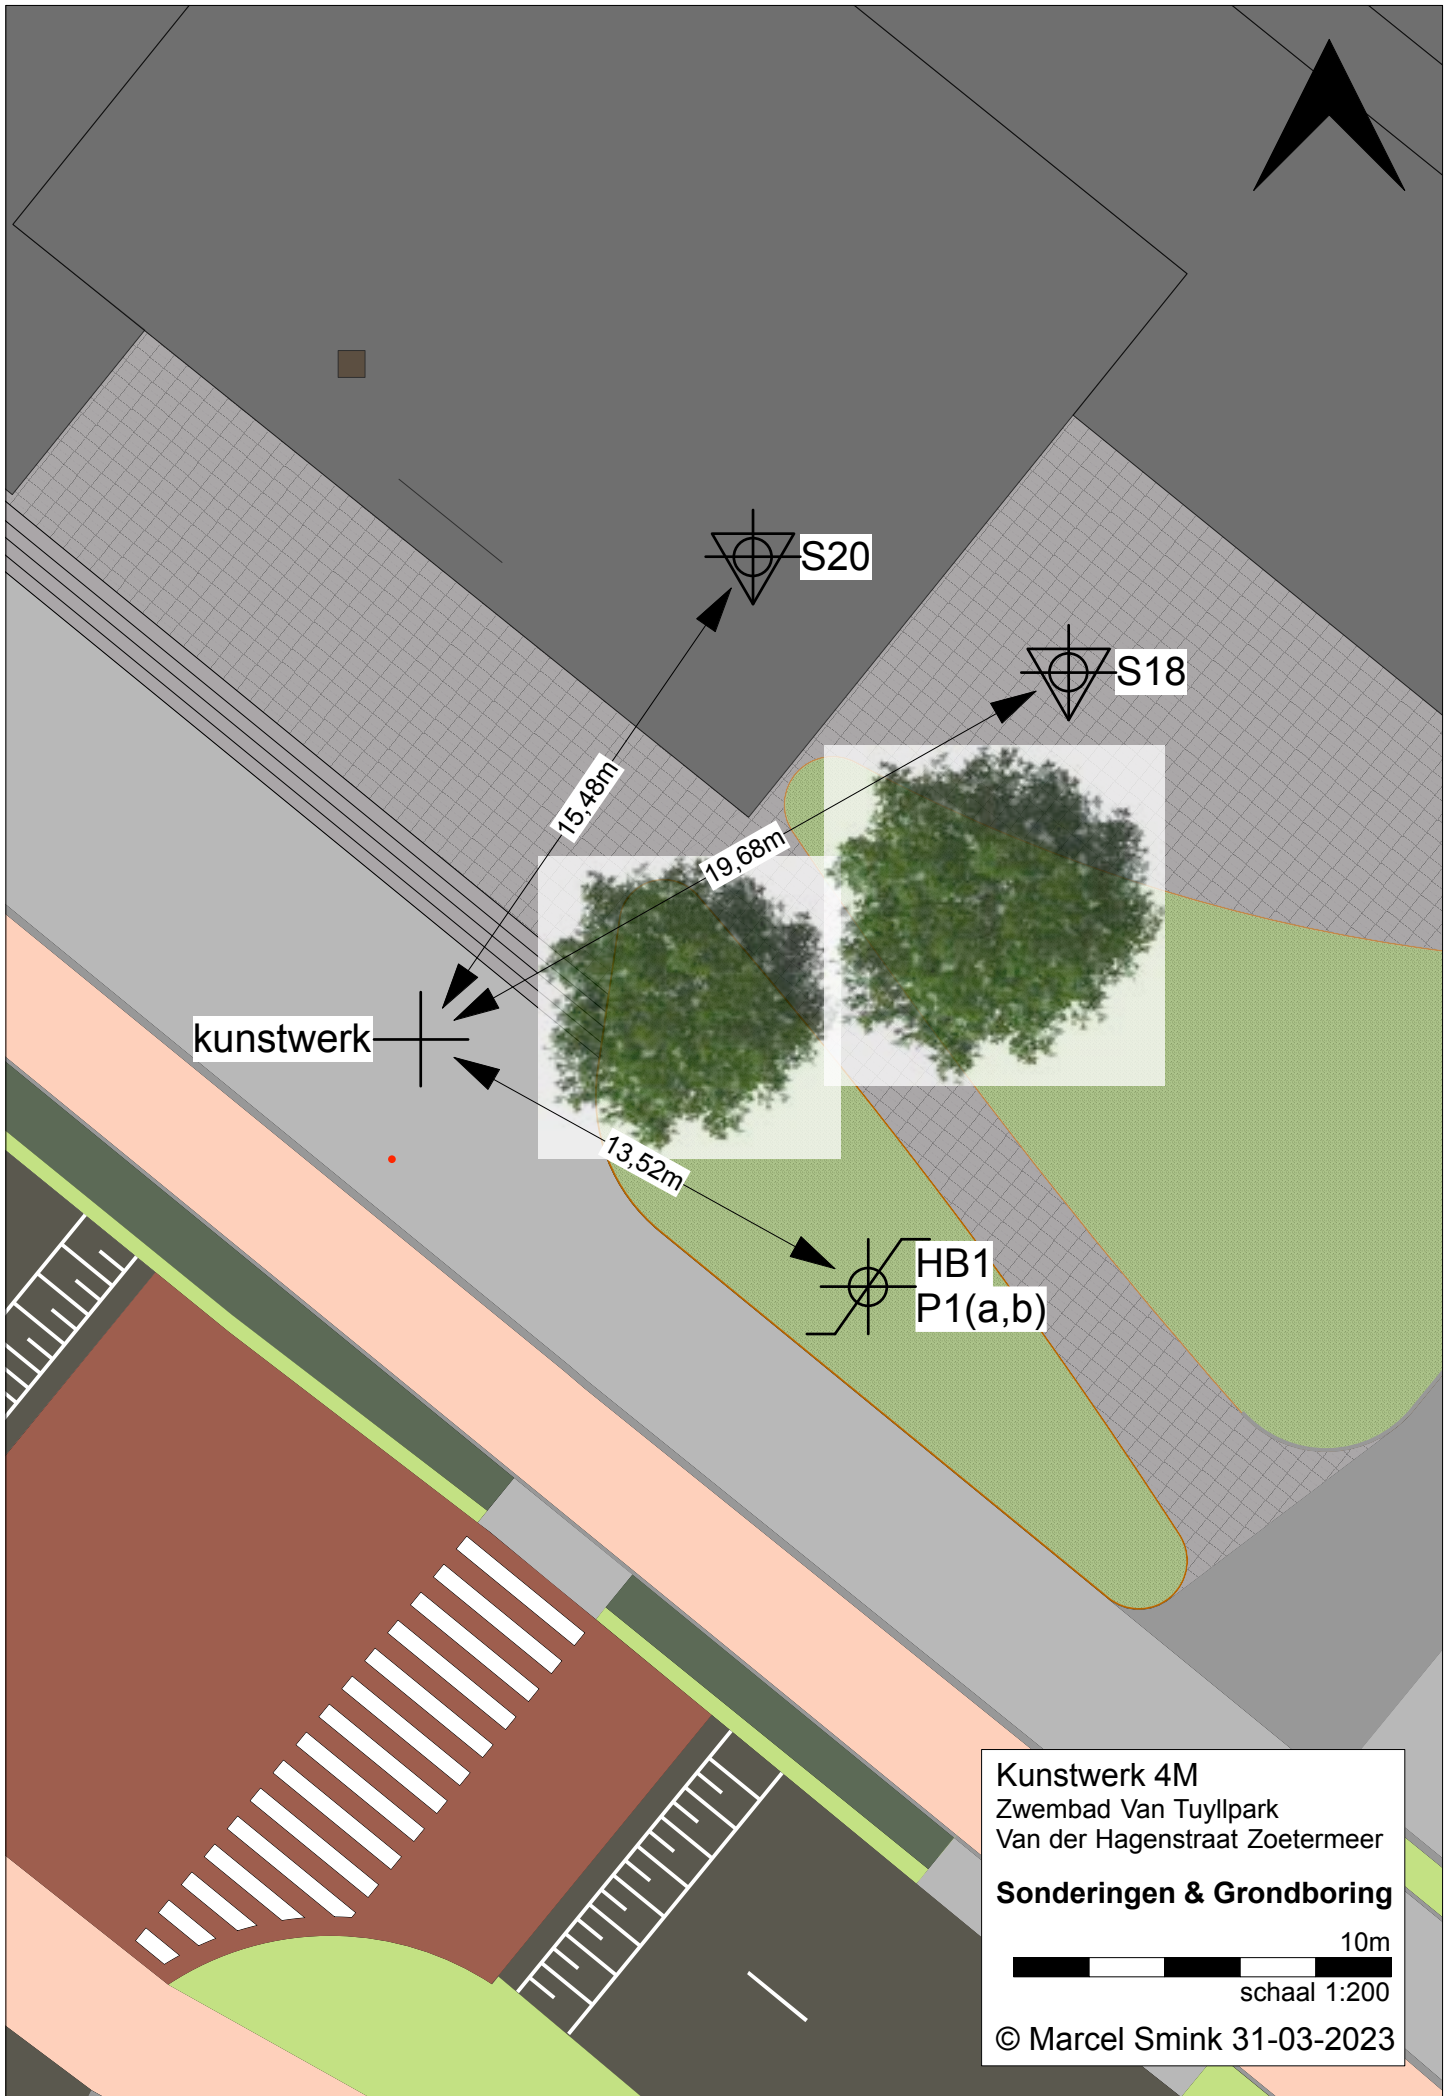 S20
S18
15,48m
19,68m
kunstwerk
13,52m
HB1
P1(a,b)
Kunstwerk 4M
Zwembad Van Tuyllpark
Van der Hagenstraat Zoetermeer
Sonderingen & Grondboring
10m
schaal 1:200
© Marcel Smink 31-03-2023